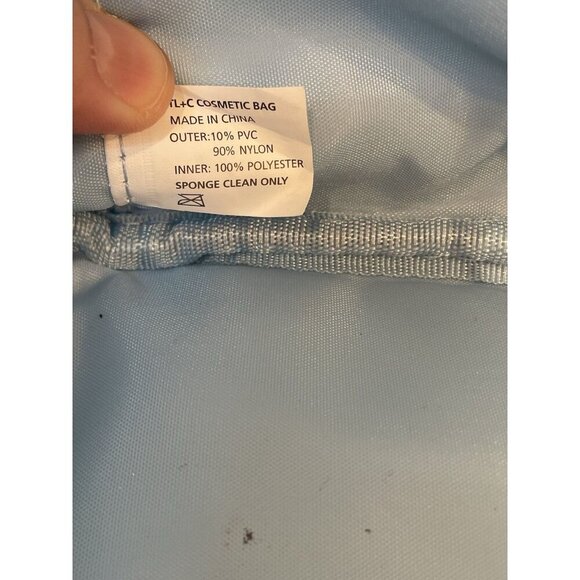 TL+C COSMETIC BAG
MADE IN CHINA
OUTER:10% PVC
90% NYLON
INNER: 100% POLYESTER
SPONGE CLEAN ONLY